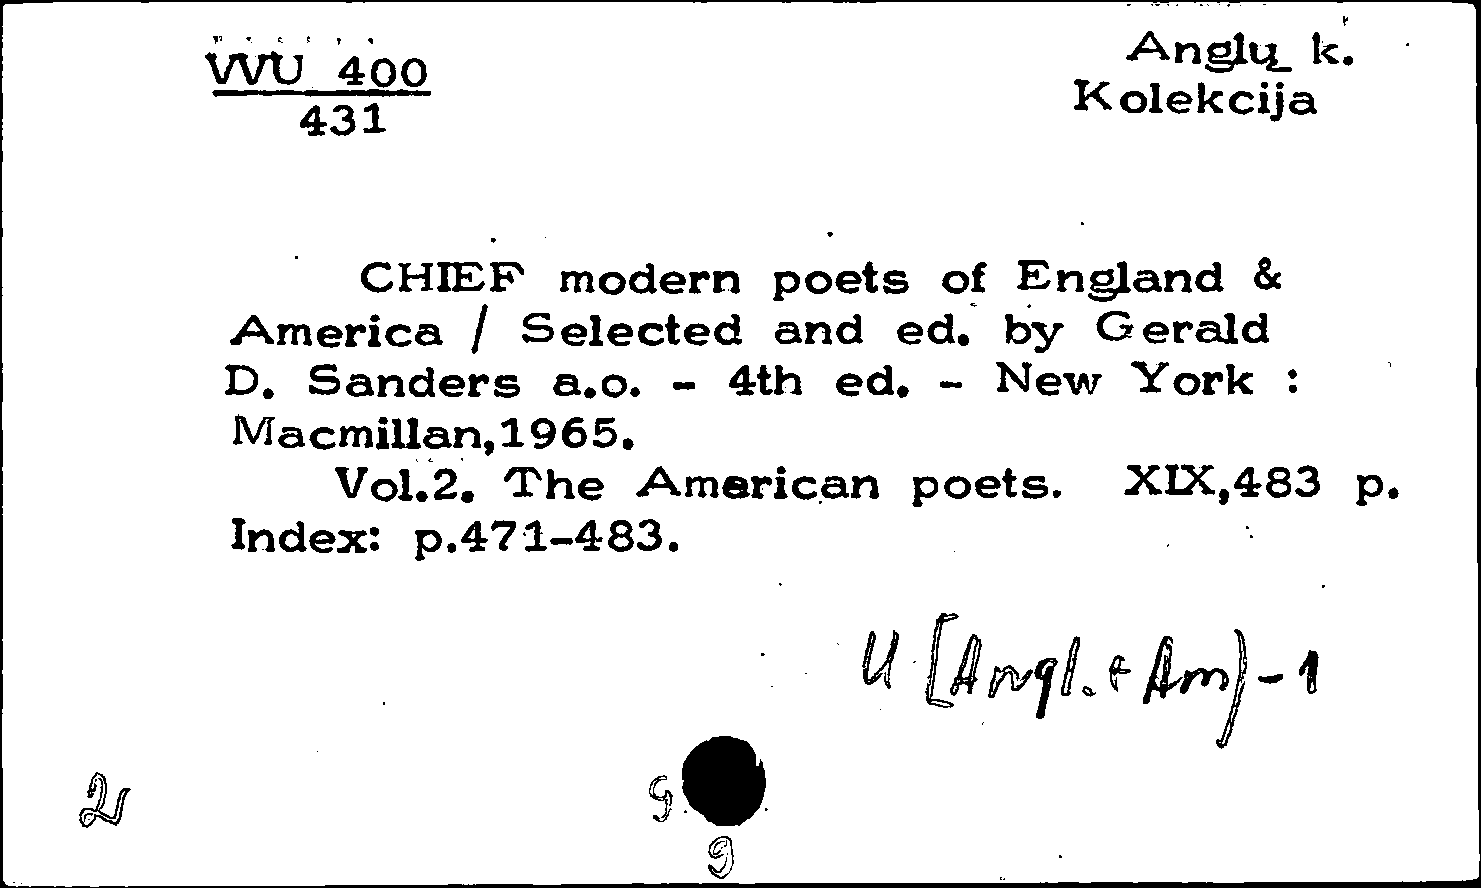 VVU 400
431
Anglų k.
Kolekcija
CHIEF modern poets of England &
America / Selected and ed. by Gerald
D. Sanders a.o. - 4th ed. - New York :
Macmillan,1965.
Vol.2. The American poets. XIX,483 p.
Index: p.471-483.
U [Angl. + Am) - 1
2
9
9